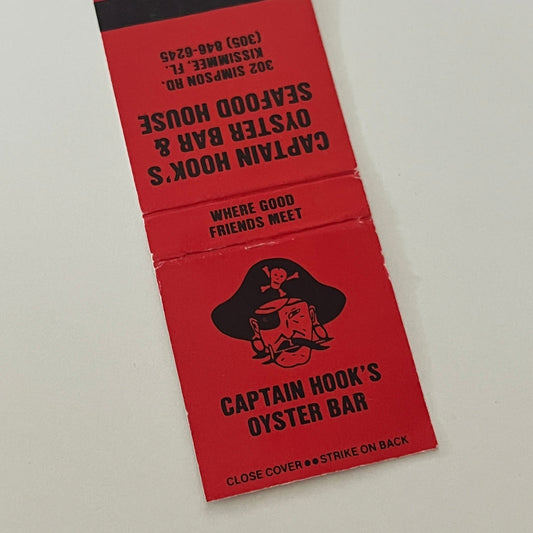 CAPTAIN HOOK'S
OYSTER BAR &
SEAFOOD HOUSE
302 SIMPSON RD.
KISSIMMEE, FL.
(305) 846-6245
WHERE GOOD
FRIENDS MEET
CAPTAIN HOOK'S
OYSTER BAR
CLOSE COVER●●STRIKE ON BACK